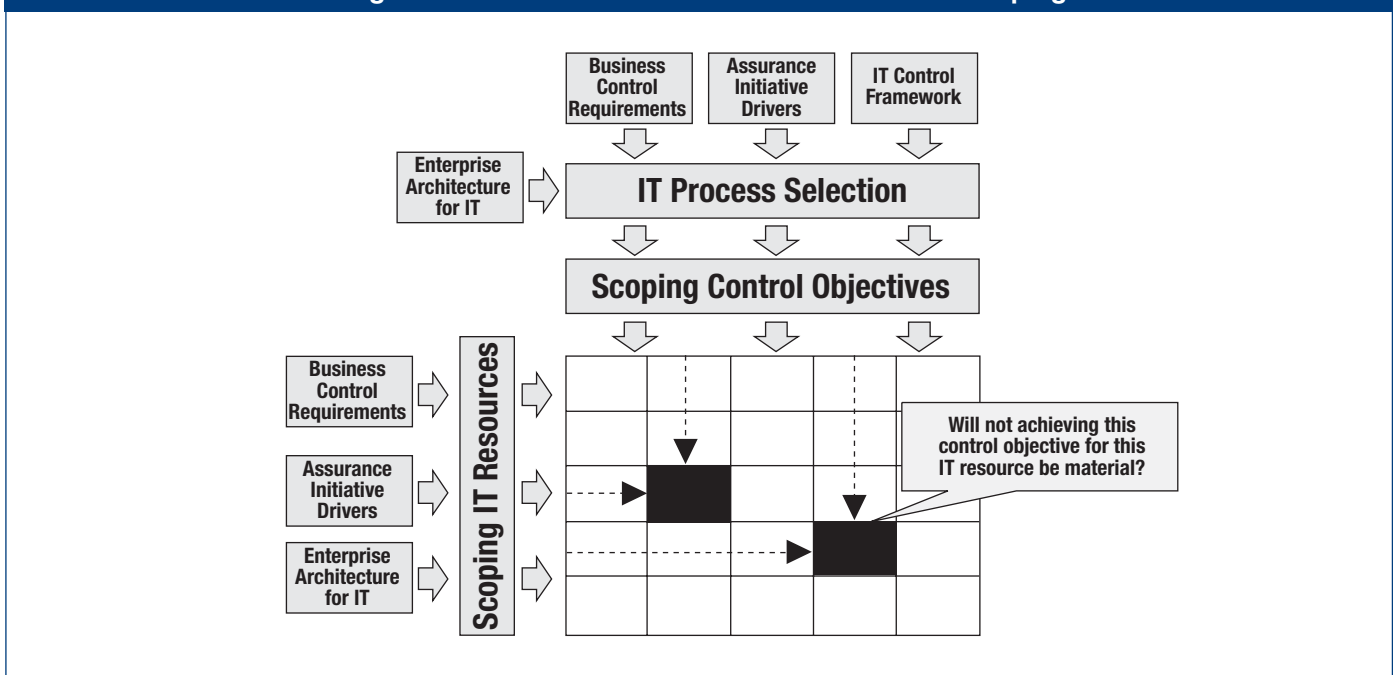 Business
Control
Requirements
Assurance
Initiative
Drivers
IT Control
Framework
Enterprise
Architecture
for IT
IT Process Selection
Scoping Control Objectives
Business
Control
Requirements
Assurance
Initiative
Drivers
Enterprise
Architecture
for IT
Scoping IT Resources
Will not achieving this
control objective for this
IT resource be material?